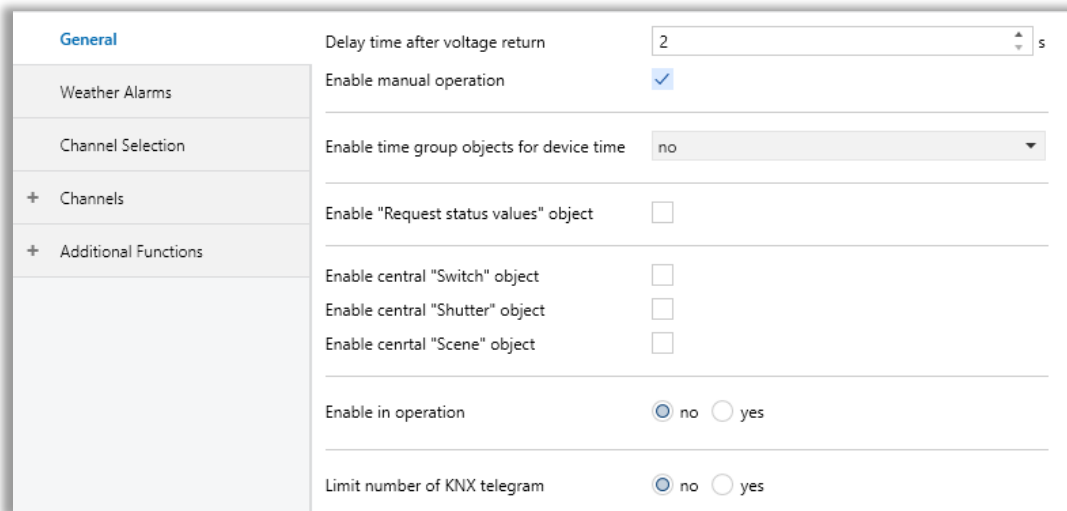 General
Weather Alarms
Channel Selection
+ Channels
+ Additional Functions
Delay time after voltage return 2 s
Enable manual operation
Enable time group objects for device time no
Enable "Request status values" object
Enable central "Switch" object
Enable central "Shutter" object
Enable cenrtal "Scene" object
Enable in operation no yes
Limit number of KNX telegram no yes